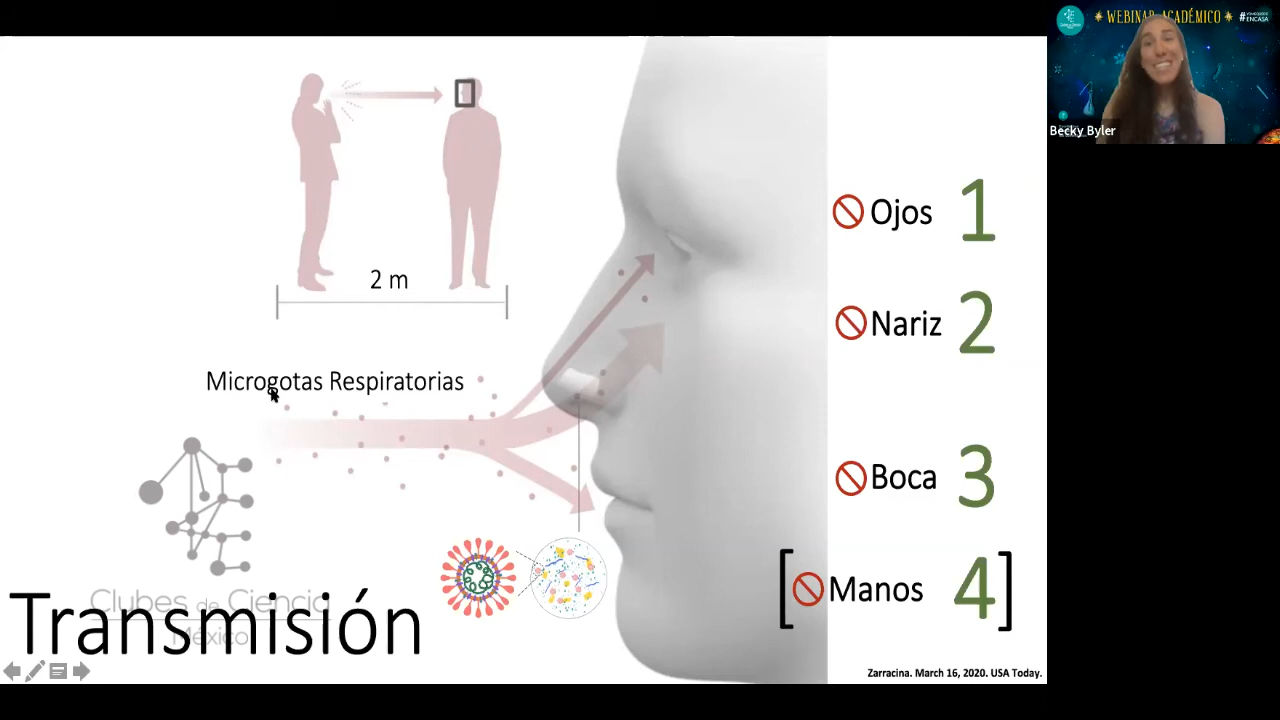 WEBINAR ACADÉMICO
#
ENCASA
Becky Byler
2 m
Microgotas Respiratorias
Ojos 1
Nariz 2
Boca 3
[Manos 4]
Clubes de Ciencia
México
Transmisión
Zarracina. March 16, 2020. USA Today.